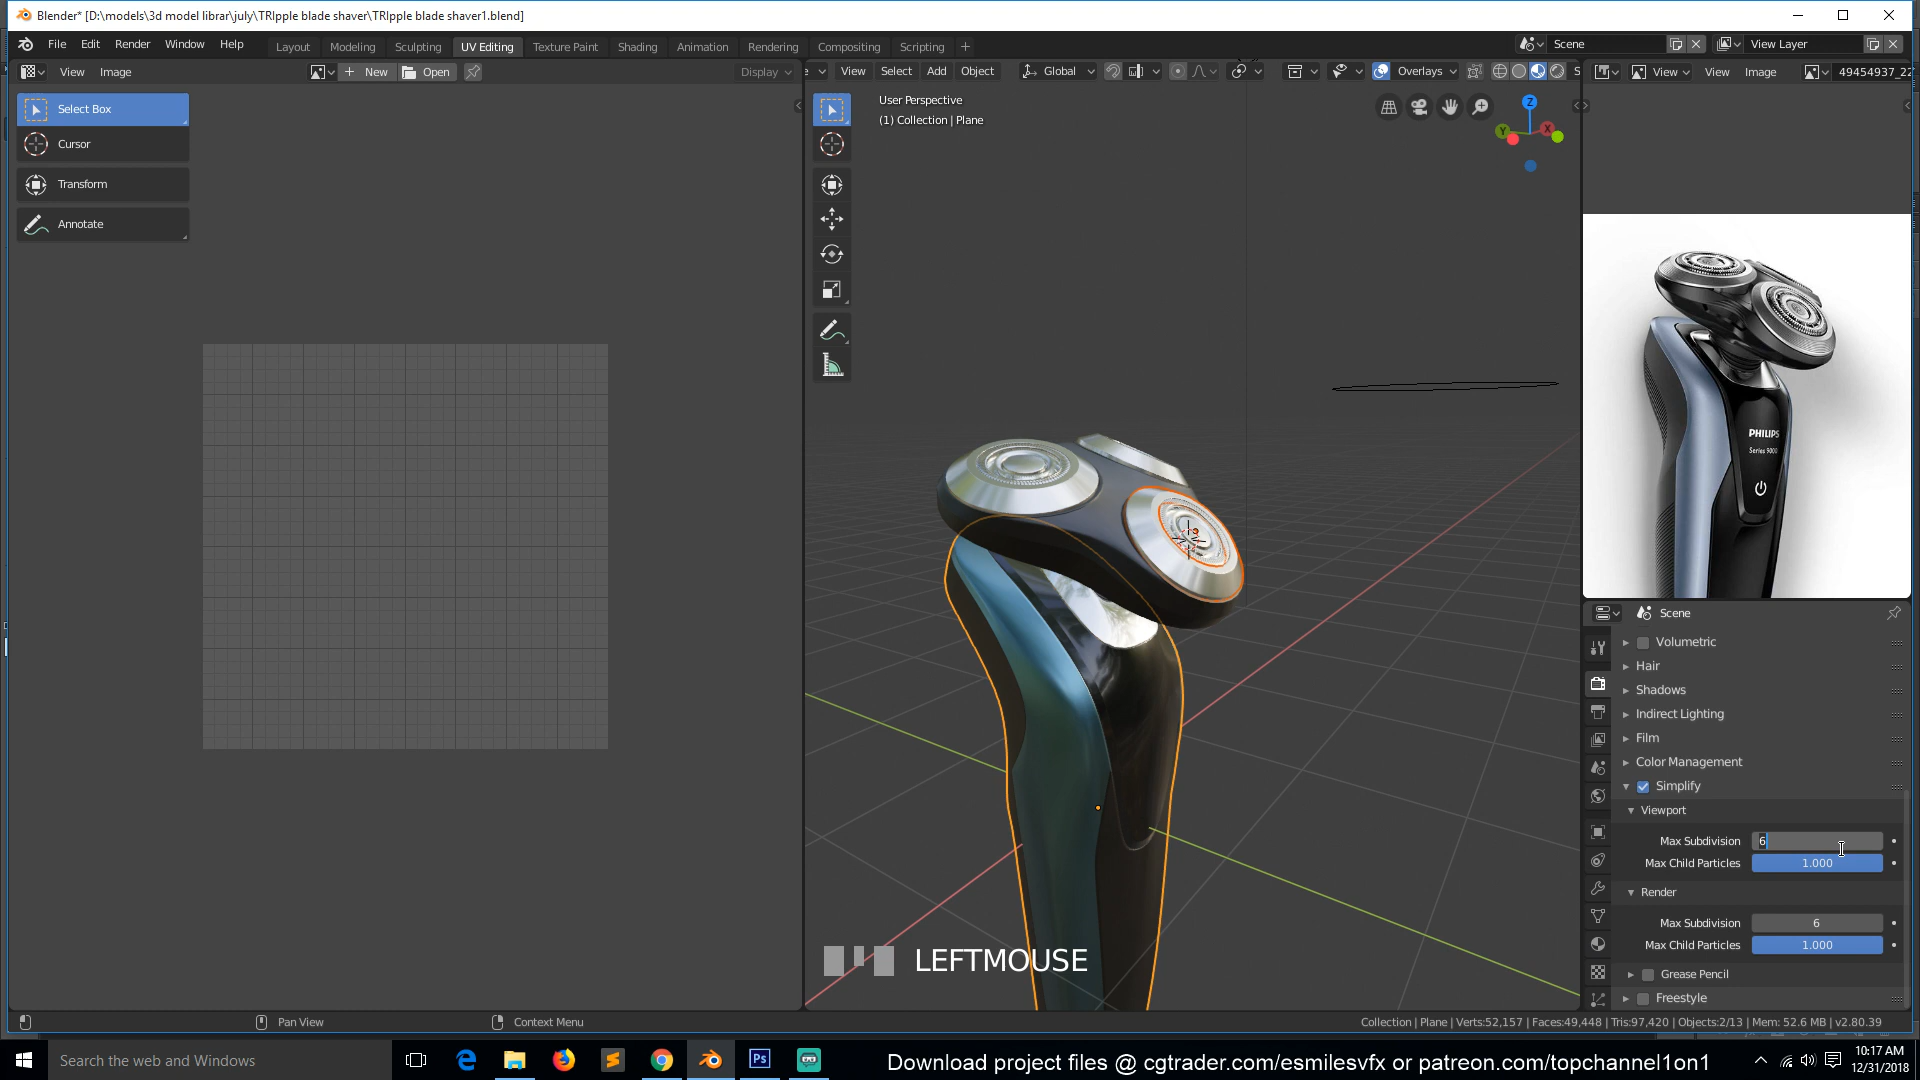 Blender* [D:\models\3d model librar\july\TRIpple blade shaver\TRIpple blade shaver1.blend]
File Edit Render Window Help Layout Modeling Sculpting UV Editing Texture Paint Shading Animation Rendering Compositing Scripting + Scene View Layer
View Image + New Open Display View Select Add Object Global Overlays S View View Image 49454937_22
Select Box
Cursor
Transform
Annotate
User Perspective
(1) Collection | Plane
Z
Y
X
PHILIPS
Series 9000
Scene
Volumetric
Hair
Shadows
Indirect Lighting
Film
Color Management
Simplify
Viewport
Max Subdivision 6
Max Child Particles 1.000
Render
Max Subdivision 6
Max Child Particles 1.000
Grease Pencil
Freestyle
LEFTMOUSE
Pan View Context Menu Collection | Plane | Verts:52,157 | Faces:49,448 | Tris:97,420 | Objects:2/13 | Mem: 52.6 MB | v2.80.39
Search the web and Windows
Ps
Download project files @ cgtrader.com/esmilesvfx or patreon.com/topchannel1on1
10:17 AM
12/31/2018